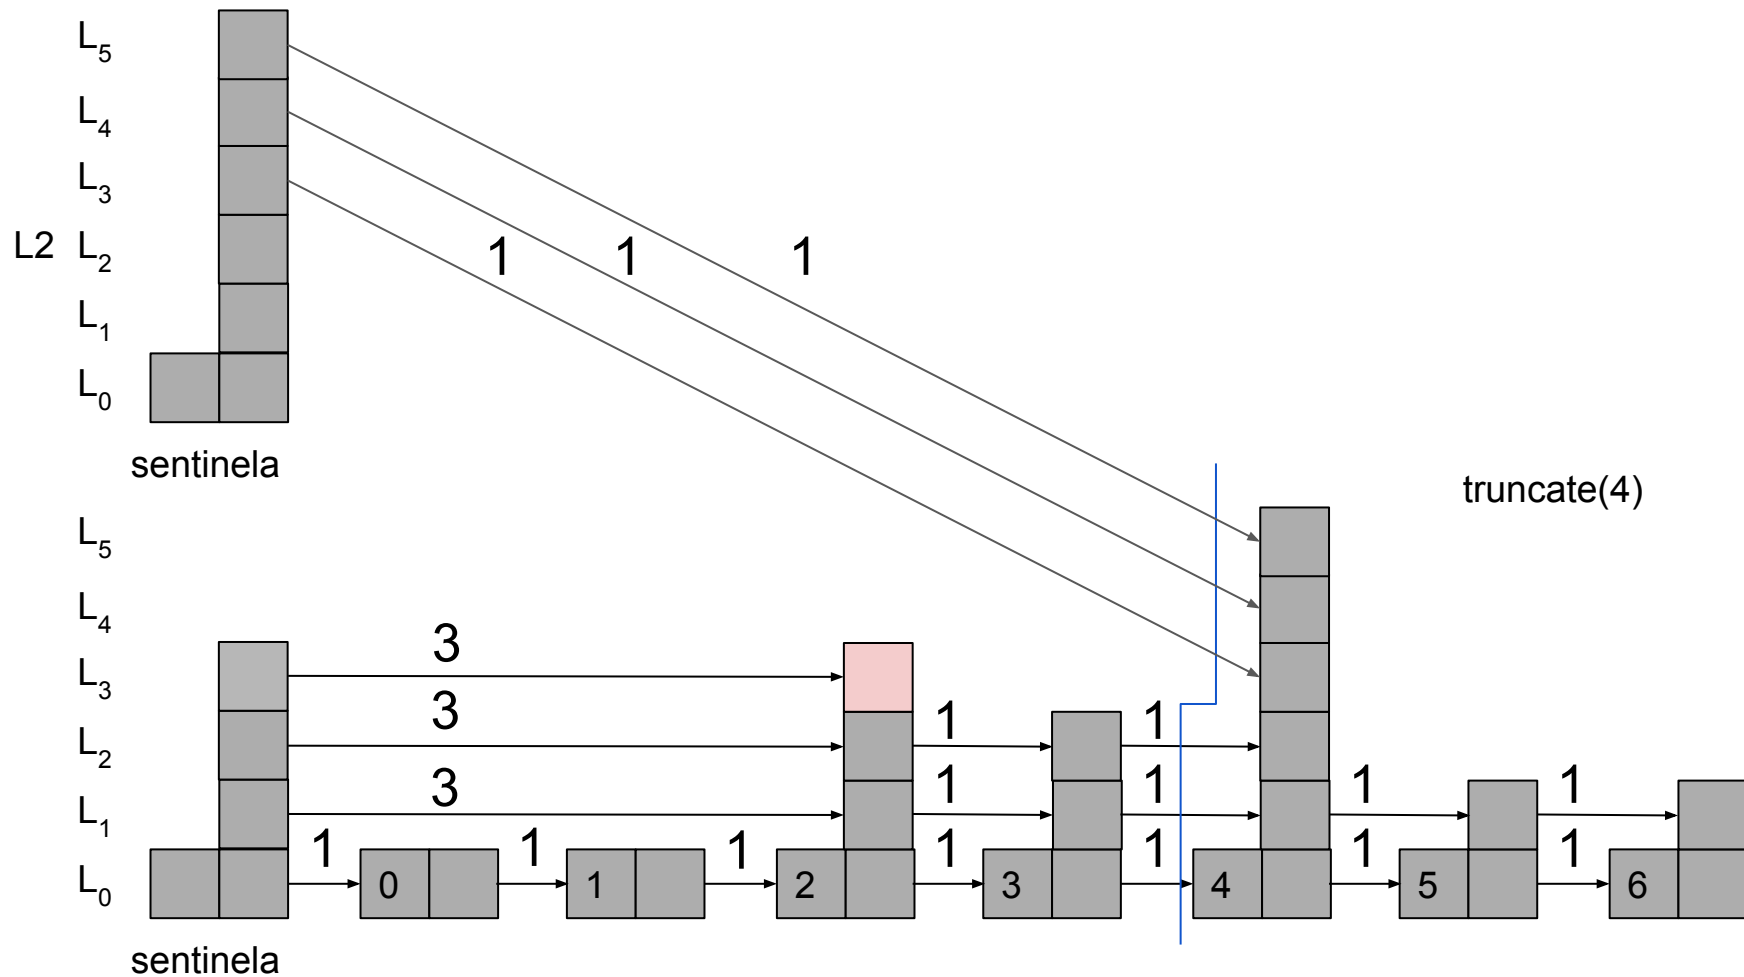 L5
L4
L3
L2 L2
1 1 1
L1
L0
sentinela
truncate(4)
L5
L4
3
L3
3
1 1
L2
3
1 1 1 1
L1
1 1 1 1 1 1 1
L0
0 1 2 3 4 5 6
sentinela